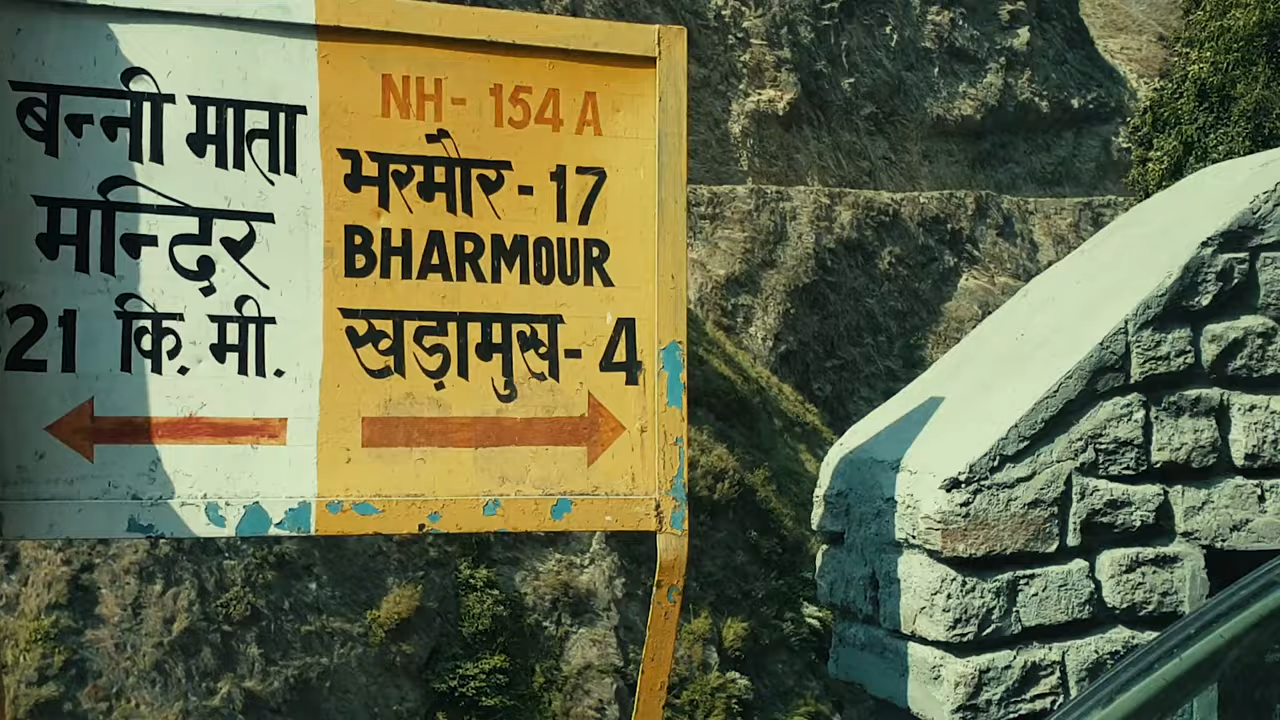 बन्नी माता
मन्दिर
21 कि. मी.
NH- 154 A
भरमौर - 17
BHARMOUR
खड़ामुख - 4